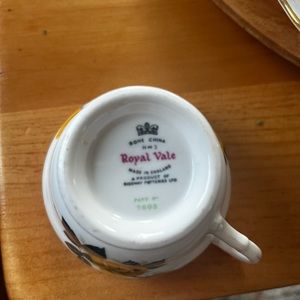 BONE CHINA
Royal Vale
MADE IN ENGLAND
A PRODUCT OF
RIDGWAY POTTERIES LTD
PATT Nº